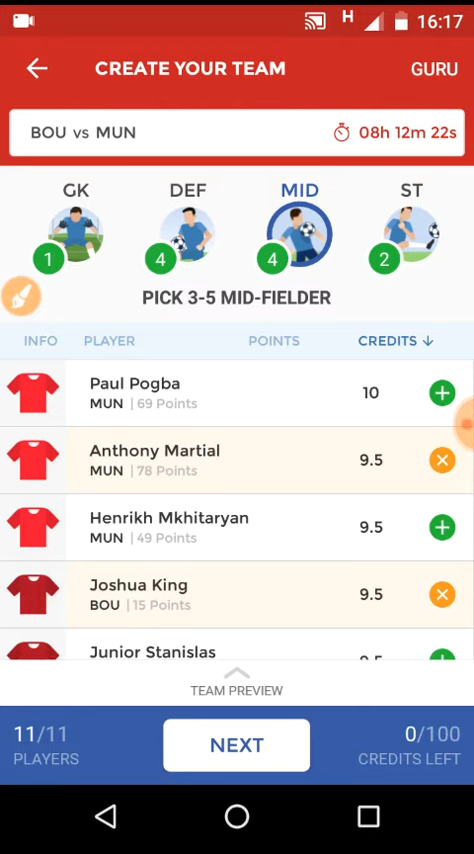 H 16:17
CREATE YOUR TEAM GURU
BOU vs MUN 08h 12m 22s
GK DEF MID ST
1 4 4 2
PICK 3-5 MID-FIELDER
INFO PLAYER POINTS CREDITS ↓
Paul Pogba
MUN | 69 Points 10
Anthony Martial
MUN | 78 Points 9.5
Henrikh Mkhitaryan
MUN | 49 Points 9.5
Joshua King
BOU | 15 Points 9.5
Junior Stanislas
TEAM PREVIEW
11/11 NEXT 0/100
PLAYERS CREDITS LEFT